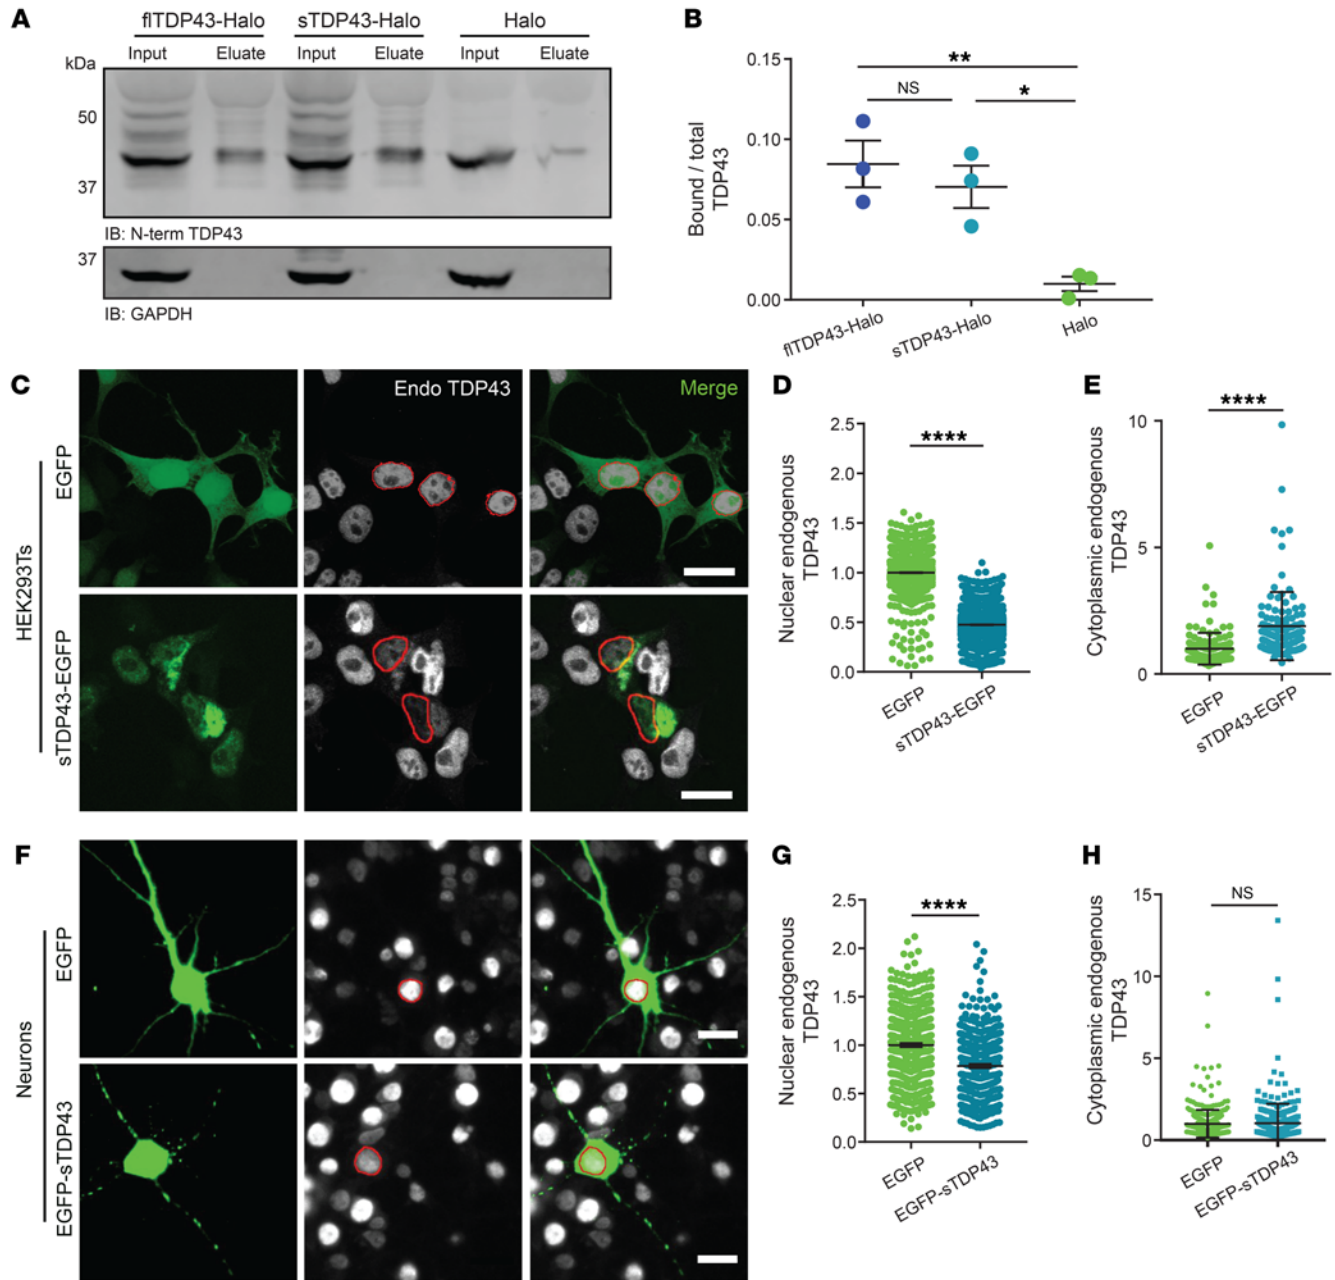 A
flTDP43-Halo sTDP43-Halo Halo
Input Eluate Input Eluate Input Eluate
kDa
50
37
IB: N-term TDP43
37
IB: GAPDH
B
Bound / total
TDP43
0.15
0.10
0.05
0.00
**
NS
*
flTDP43-Halo
sTDP43-Halo
Halo
C
HEK293Ts
EGFP
sTDP43-EGFP
Endo TDP43
Merge
D
Nuclear endogenous
TDP43
2.5
2.0
1.5
1.0
0.5
0.0
****
EGFP
sTDP43-EGFP
E
Cytoplasmic endogenous
TDP43
10
5
0
****
EGFP
sTDP43-EGFP
F
Neurons
EGFP
EGFP-sTDP43
G
Nuclear endogenous
TDP43
2.5
2.0
1.5
1.0
0.5
0.0
****
EGFP
EGFP-sTDP43
H
Cytoplasmic endogenous
TDP43
15
10
5
0
NS
EGFP
EGFP-sTDP43